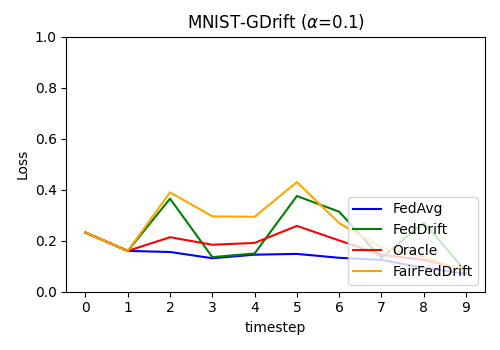 MNIST-GDrift (α=0.1)
1.0
0.8
0.6
0.4
0.2
0.0
Loss
0 1 2 3 4 5 6 7 8 9
timestep
FedAvg
FedDrift
Oracle
FairFedDrift